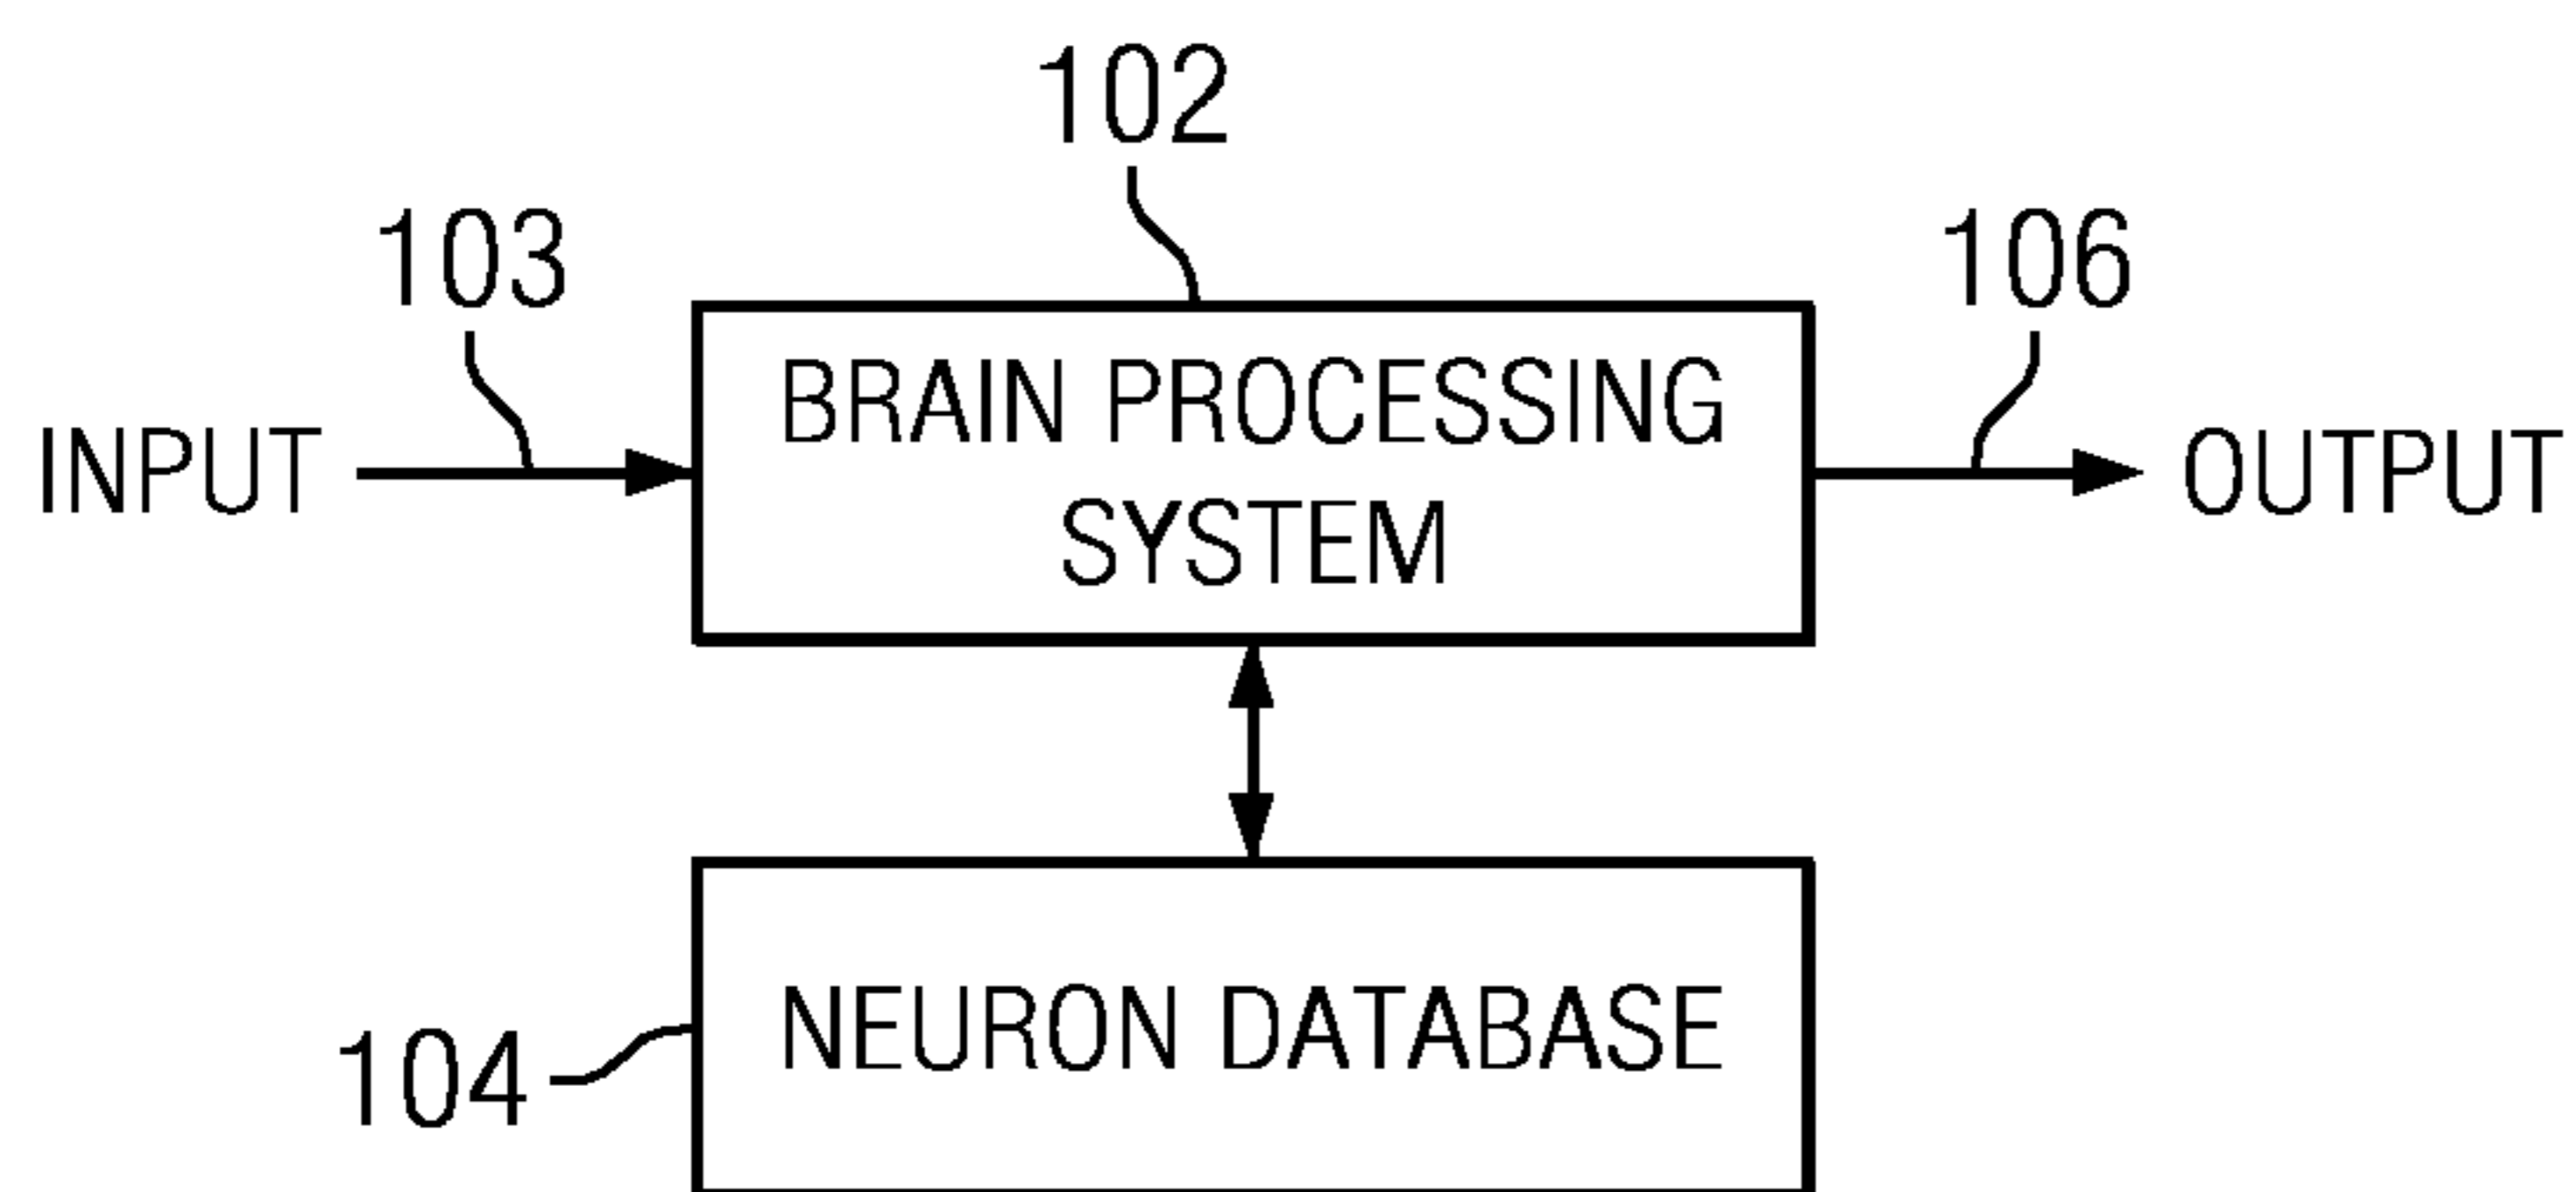 102
103
106
BRAIN PROCESSING
INPUT
OUTPUT
SYSTEM
NEURON DATABASE
104